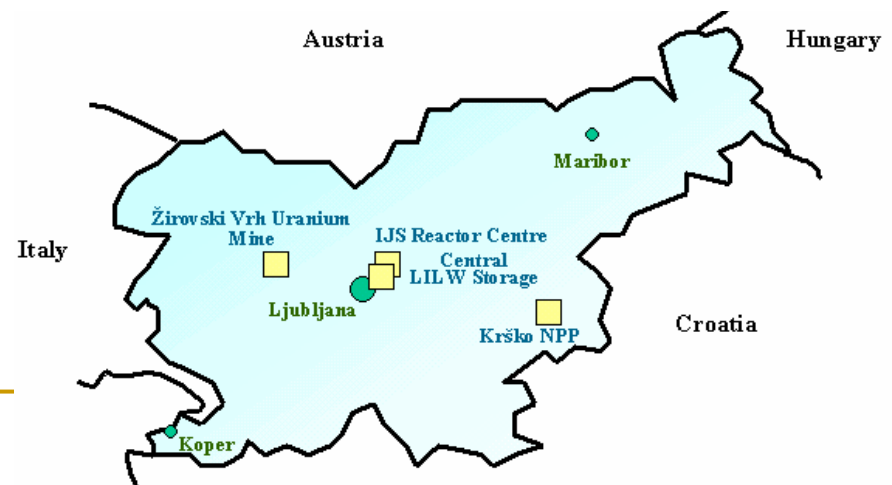 Austria
Hungary
Maribor
Žirovski Vrh Uranium
Mine
IJS Reactor Centre
Italy
Central
LILW Storage
Ljubljana
Croatia
Krško NPP
Koper